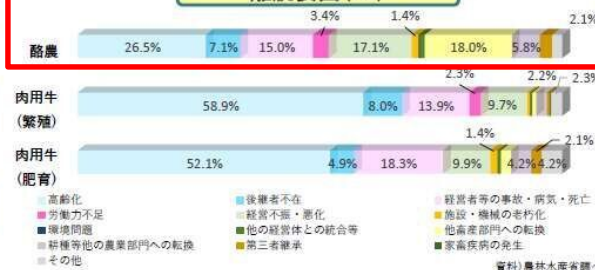 3.4% 1.4% 2.1%
酪農 26.5% 7.1% 15.0% 17.1% 18.0% 5.8%
2.3% 2.2% 2.3%
肉用牛
(繁殖) 58.9% 8.0% 13.9% 9.7%
1.4% 2.1%
肉用牛
(肥育) 52.1% 4.9% 18.3% 9.9% 4.2% 4.2%
高齢化 後継者不在 経営者等の事故・病気・死亡
労働力不足 経営不振・悪化 施設・機械の老朽化
環境問題 他の経営体との統合等 他畜産部門への転換
耕種等他の農業部門への転換 第三者継承 家畜疾病の発生
その他
資料)農林水産省